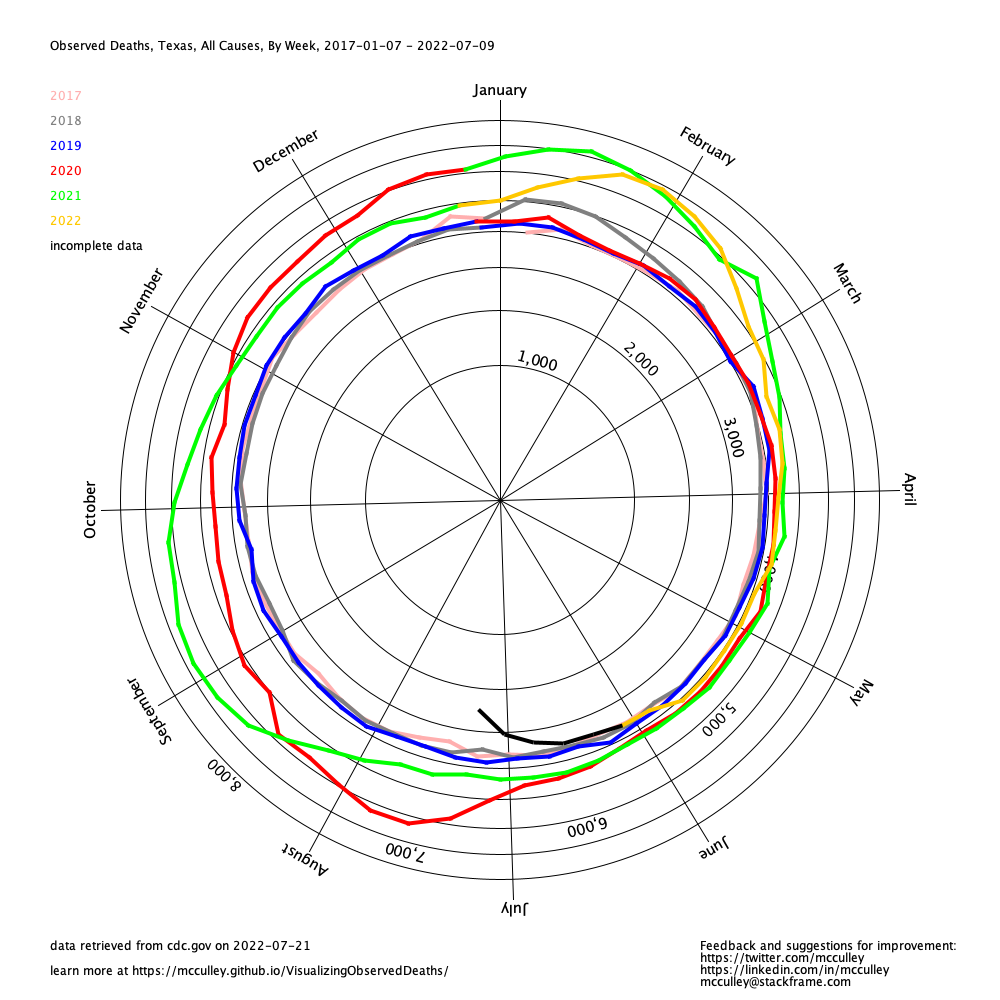 Observed Deaths, Texas, All Causes, By Week, 2017-01-07 - 2022-07-09
January
2017
2018
2019
2020
2021
2022
incomplete data
December
February
November
March
1,000
2,000
3,000
October
April
September
May
5,000
8,000
6,000
7,000
August
June
July
data retrieved from cdc.gov on 2022-07-21
learn more at https://mcculley.github.io/VisualizingObservedDeaths/
Feedback and suggestions for improvement:
https://twitter.com/mcculley
https://linkedin.com/in/mcculley
mcculley@stackframe.com